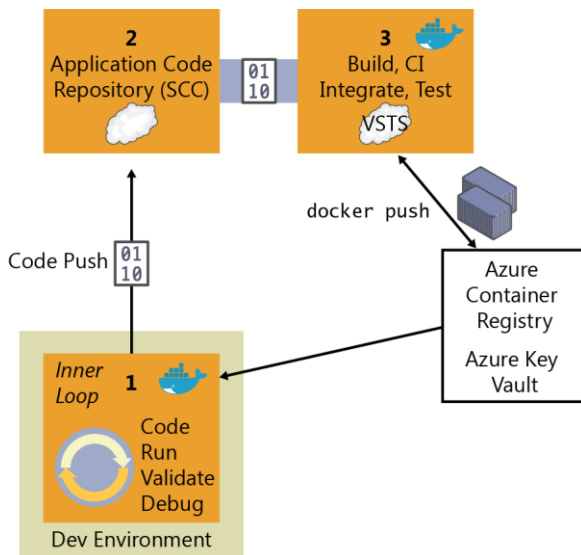 2
Application Code
Repository (SCC)
01
10
3
Build, CI
Integrate, Test
VSTS
docker push
Code Push
01
10
Azure
Container
Registry
Azure Key
Vault
Inner
Loop
1
Code
Run
Validate
Debug
Dev Environment